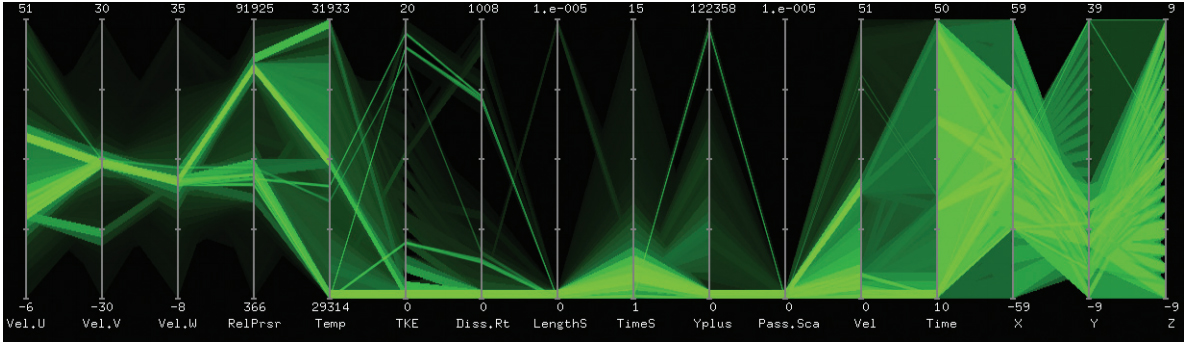 51 30 35 91925 31933 20 1008 1.e-005 15 122358 1.e-005 51 50 59 39 9
-6 -30 -8 366 29314 0 0 0 1 0 0 0 10 -59 -9 -9
Vel.U Vel.V Vel.W RelPrsr Temp TKE Diss.Rt LengthS TimeS Yplus Pass.Sca Vel Time X Y Z